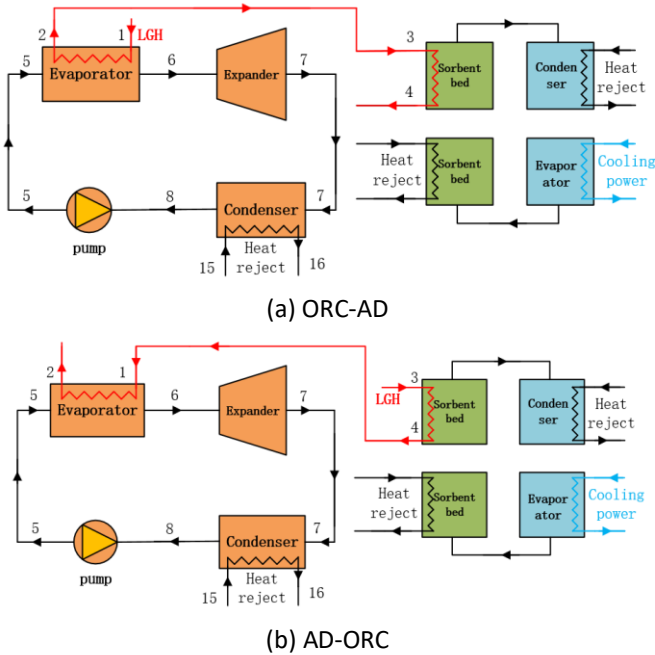 2
1
LGH
5
Evaporator
6
Expander
7
3
4
Sorbent
bed
Conden
ser
Heat
reject
Heat
reject
Sorbent
bed
Evapor
ator
Cooling
power
5
pump
8
Condenser
7
15
Heat
reject
16
(a) ORC-AD
2
1
5
Evaporator
6
Expander
7
3
LGH
4
Sorbent
bed
Conden
ser
Heat
reject
Heat
reject
Sorbent
bed
Evapor
ator
Cooling
power
5
pump
8
Condenser
7
15
Heat
reject
16
(b) AD-ORC